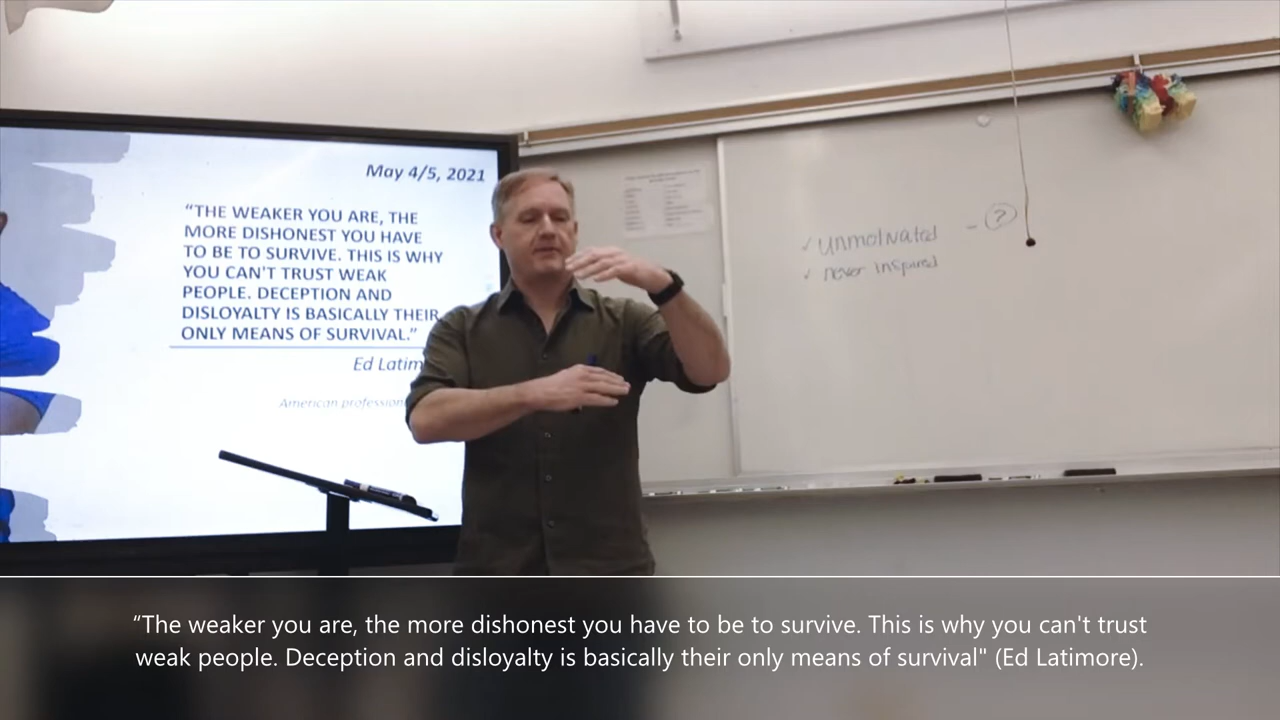 May 4/5, 2021
“THE WEAKER YOU ARE, THE
MORE DISHONEST YOU HAVE
TO BE TO SURVIVE. THIS IS WHY
YOU CAN'T TRUST WEAK
PEOPLE. DECEPTION AND
DISLOYALTY IS BASICALLY THEIR
ONLY MEANS OF SURVIVAL.”
Ed Latim
American profession
✓ unmotivated - ?
✓ never inspired
“The weaker you are, the more dishonest you have to be to survive. This is why you can't trust
weak people. Deception and disloyalty is basically their only means of survival" (Ed Latimore).